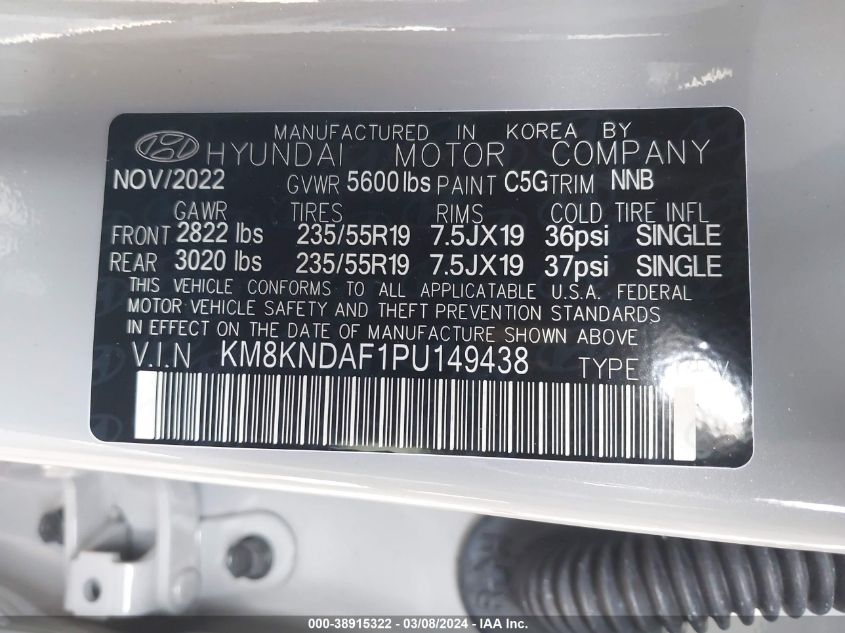 MANUFACTURED IN KOREA BY
HYUNDAI MOTOR COMPANY
NOV/2022 GVWR 5600 lbs PAINT C5G TRIM NNB
GAWR TIRES RIMS COLD TIRE INFL
FRONT 2822 lbs 235/55R19 7.5JX19 36psi SINGLE
REAR 3020 lbs 235/55R19 7.5JX19 37psi SINGLE
THIS VEHICLE CONFORMS TO ALL APPLICATABLE U.S.A. FEDERAL
MOTOR VEHICLE SAFETY AND THEFT PREVENTION STANDARDS
IN EFFECT ON THE DATE OF MANUFACTURE SHOWN ABOVE
V.I.N KM8KNDAF1PU149438 TYPE
000-38915322 - 03/08/2024 - IAA Inc.